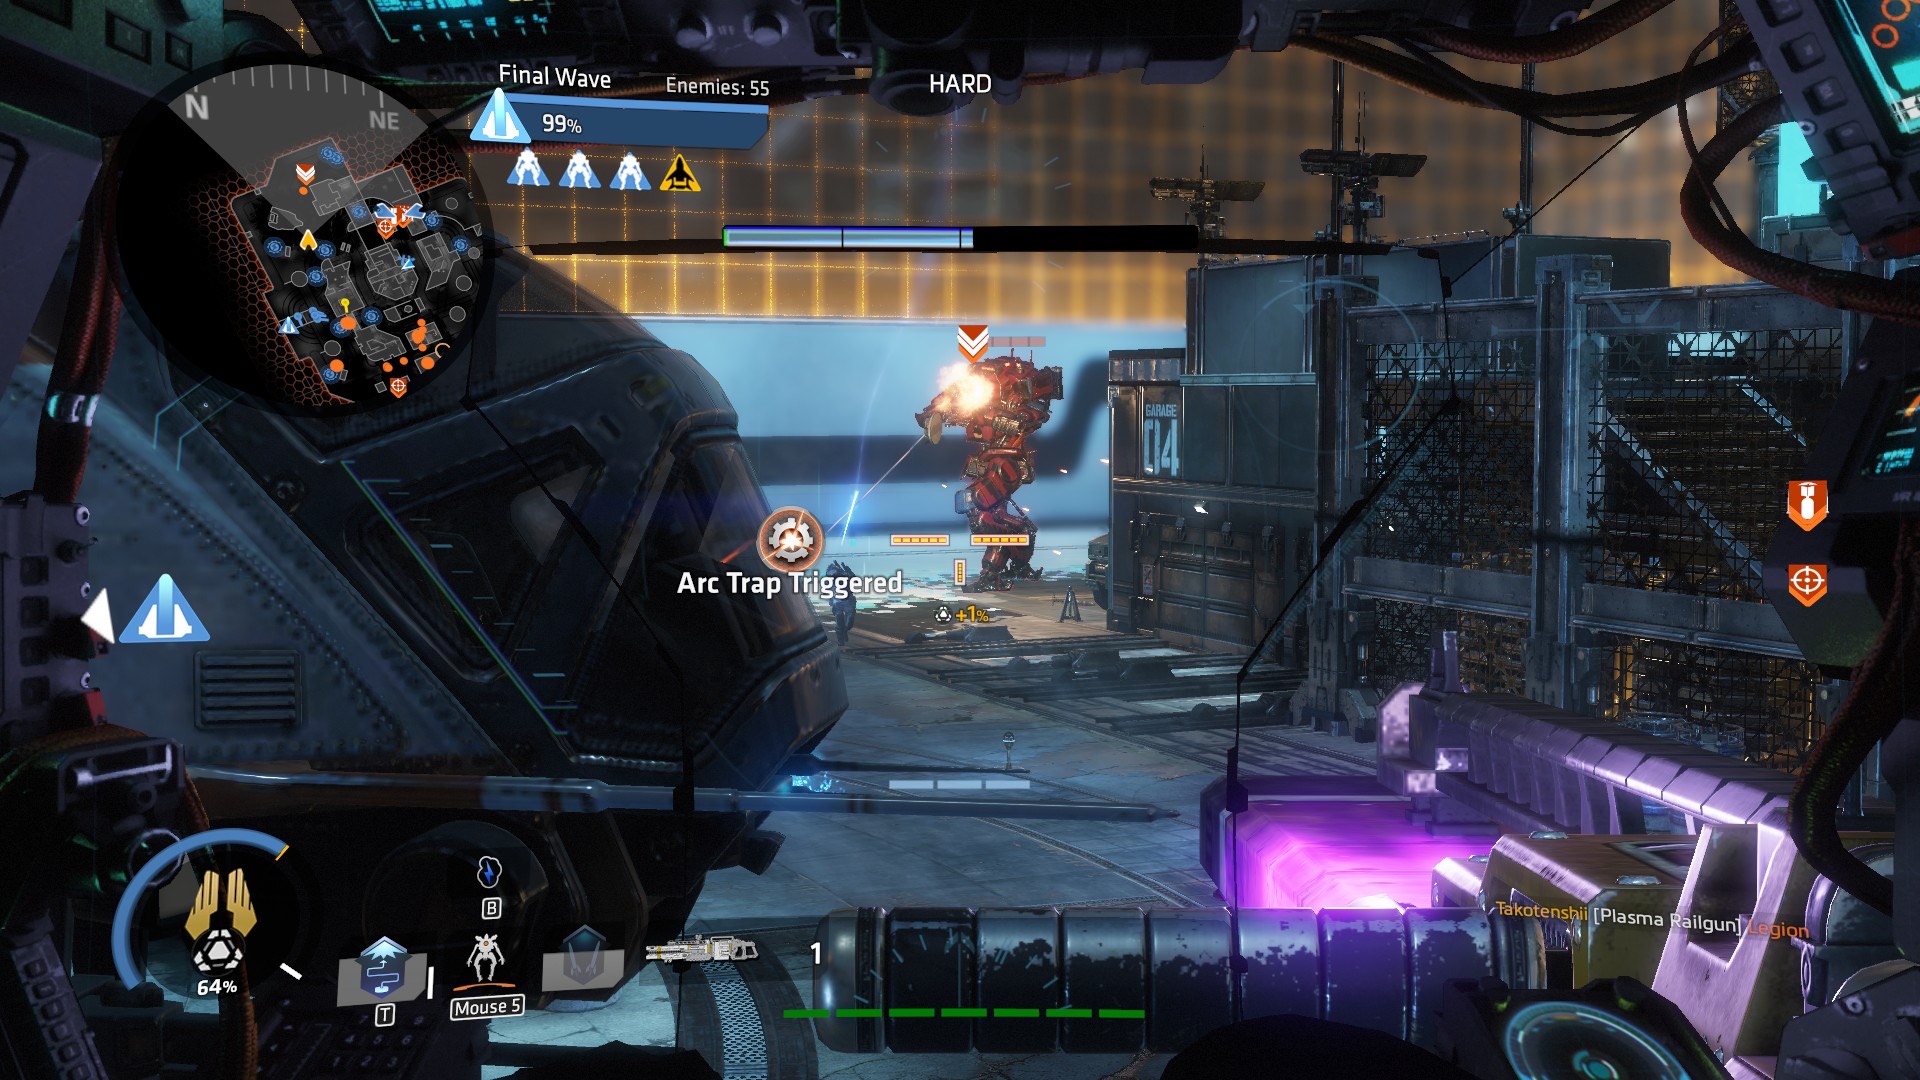 Final Wave
Enemies: 55
HARD
N
NE
99%
GARAGE
04
Arc Trap Triggered
+1%
64%
B
T
Mouse 5
1
Takotenshii [Plasma Railgun] Legion